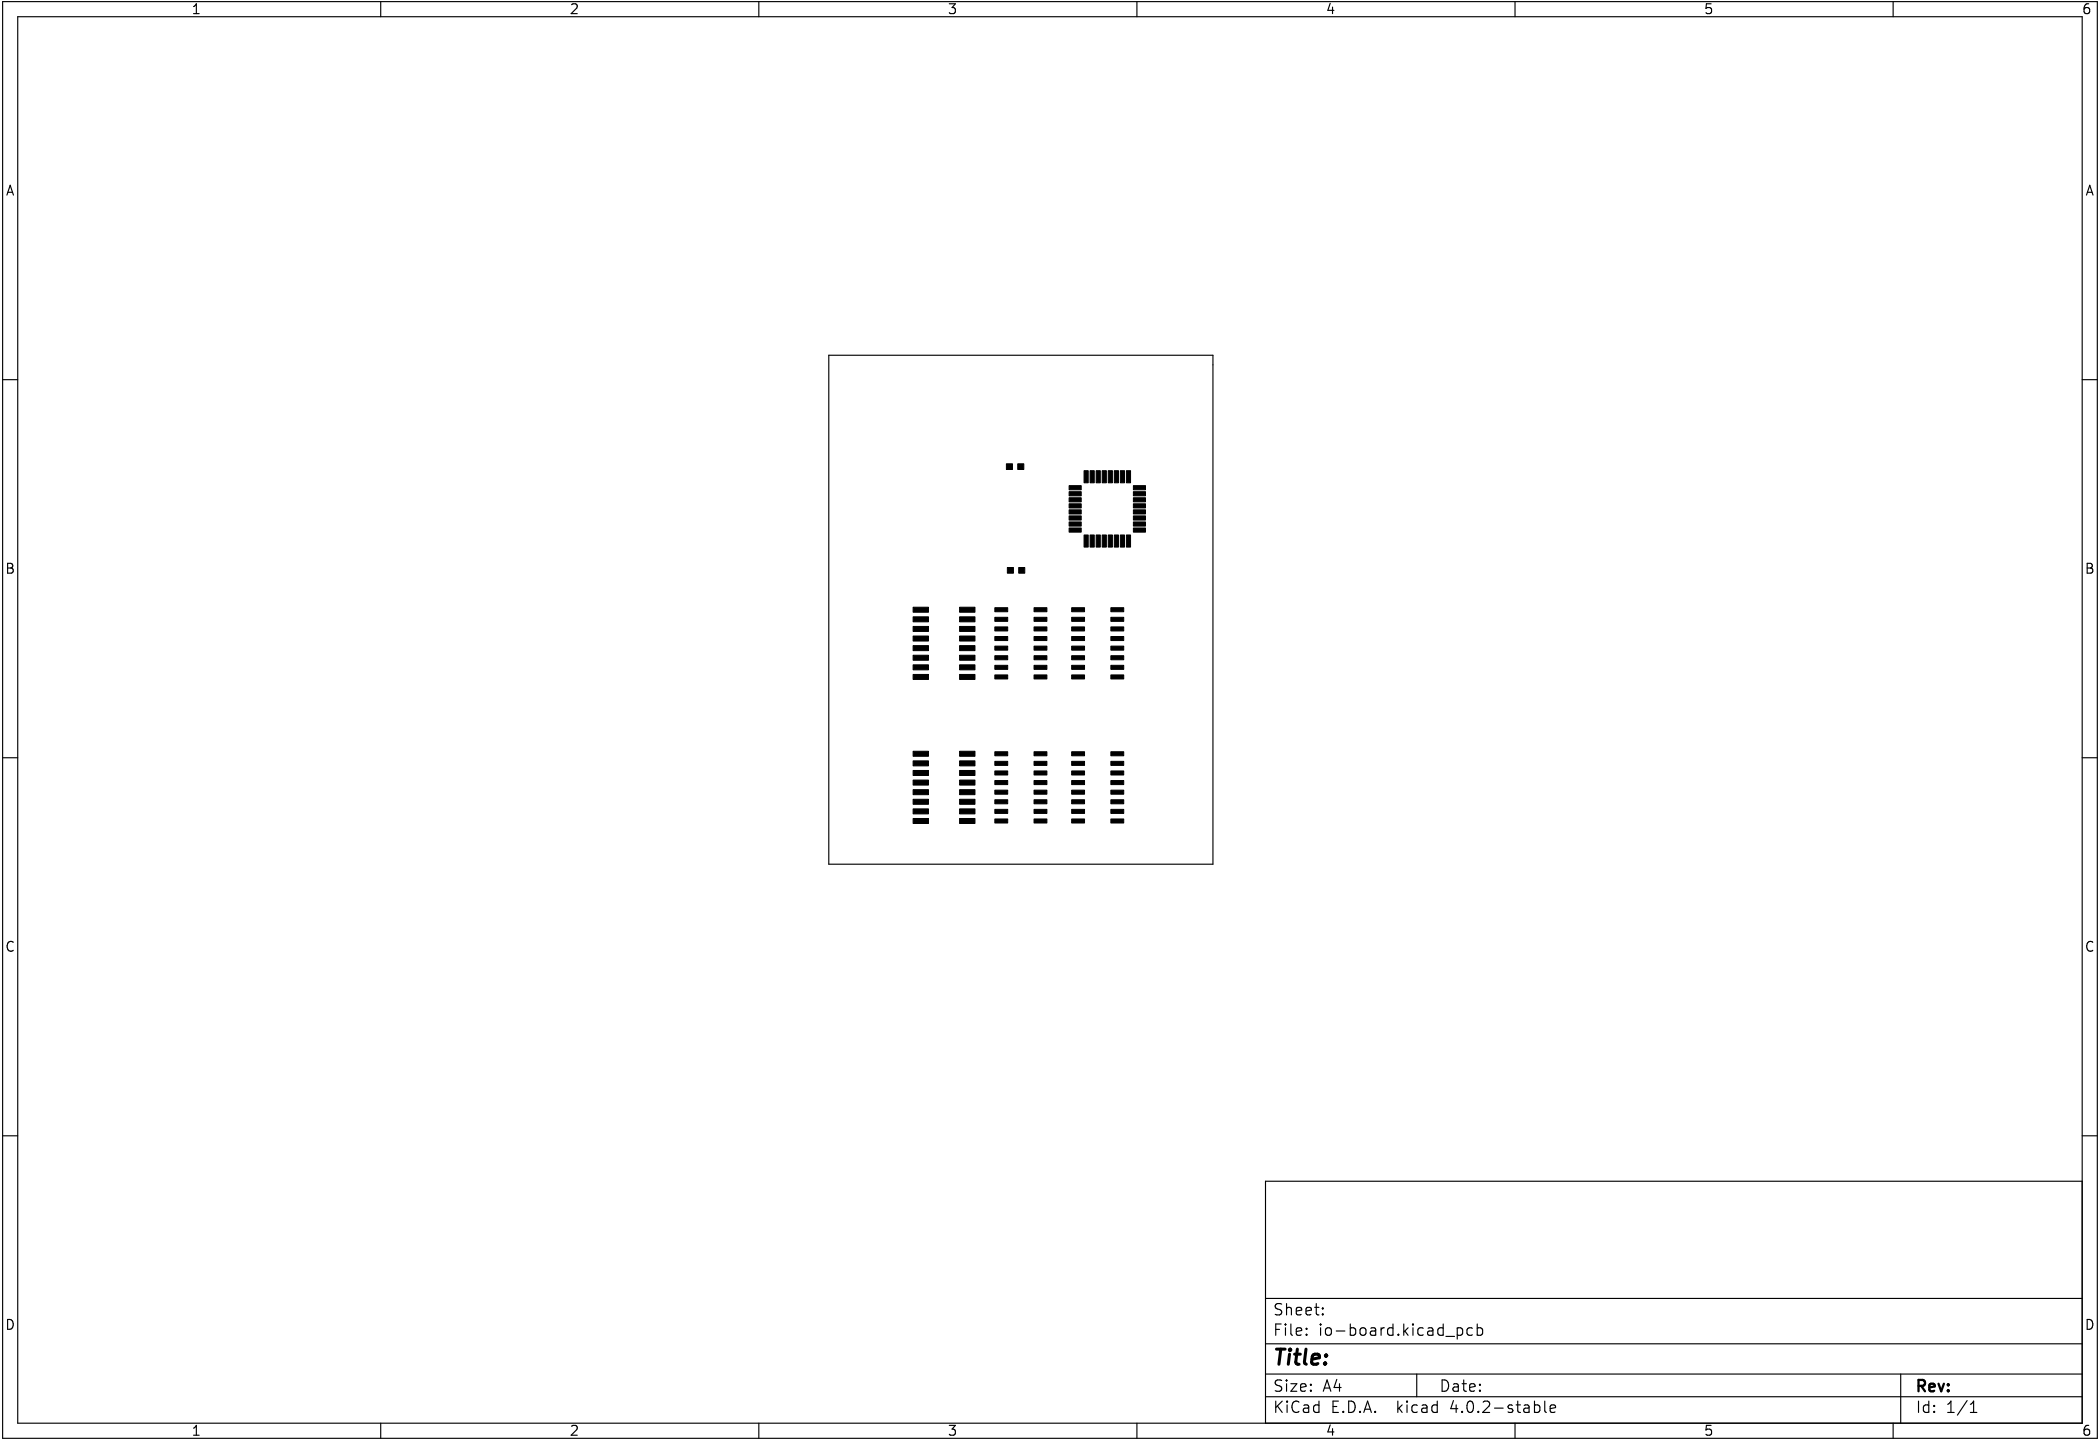 1 2 3 4 5 6
A A
B B
C C
Sheet:
D D
File: io-board.kicad_pcb
Title:
Size: A4 Date: Rev:
KiCad E.D.A. kicad 4.0.2-stable Id: 1/1
1 2 3 4 5 6